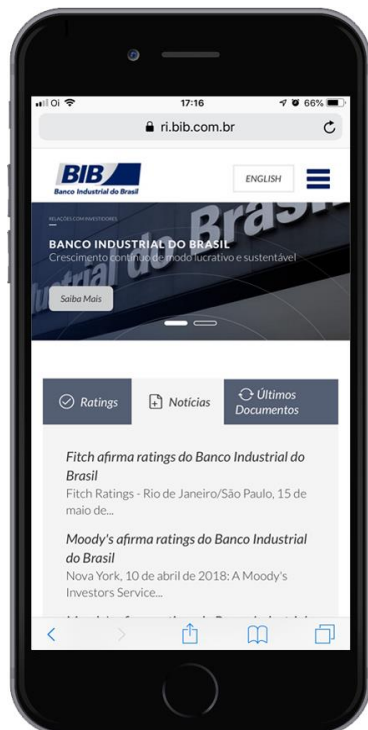 Oi 17:16 66%
ri.bib.com.br
BIB
Banco Industrial do Brasil
ENGLISH
RELAÇÕES COM INVESTIDORES
BANCO INDUSTRIAL DO BRASIL
Crescimento contínuo de modo lucrativo e sustentável
Saiba Mais
Ratings
Notícias
Últimos
Documentos
Fitch afirma ratings do Banco Industrial do
Brasil
Fitch Ratings - Rio de Janeiro/São Paulo, 15 de
maio de...
Moody's afirma ratings do Banco Industrial
do Brasil
Nova York, 10 de abril de 2018: A Moody's
Investors Service...